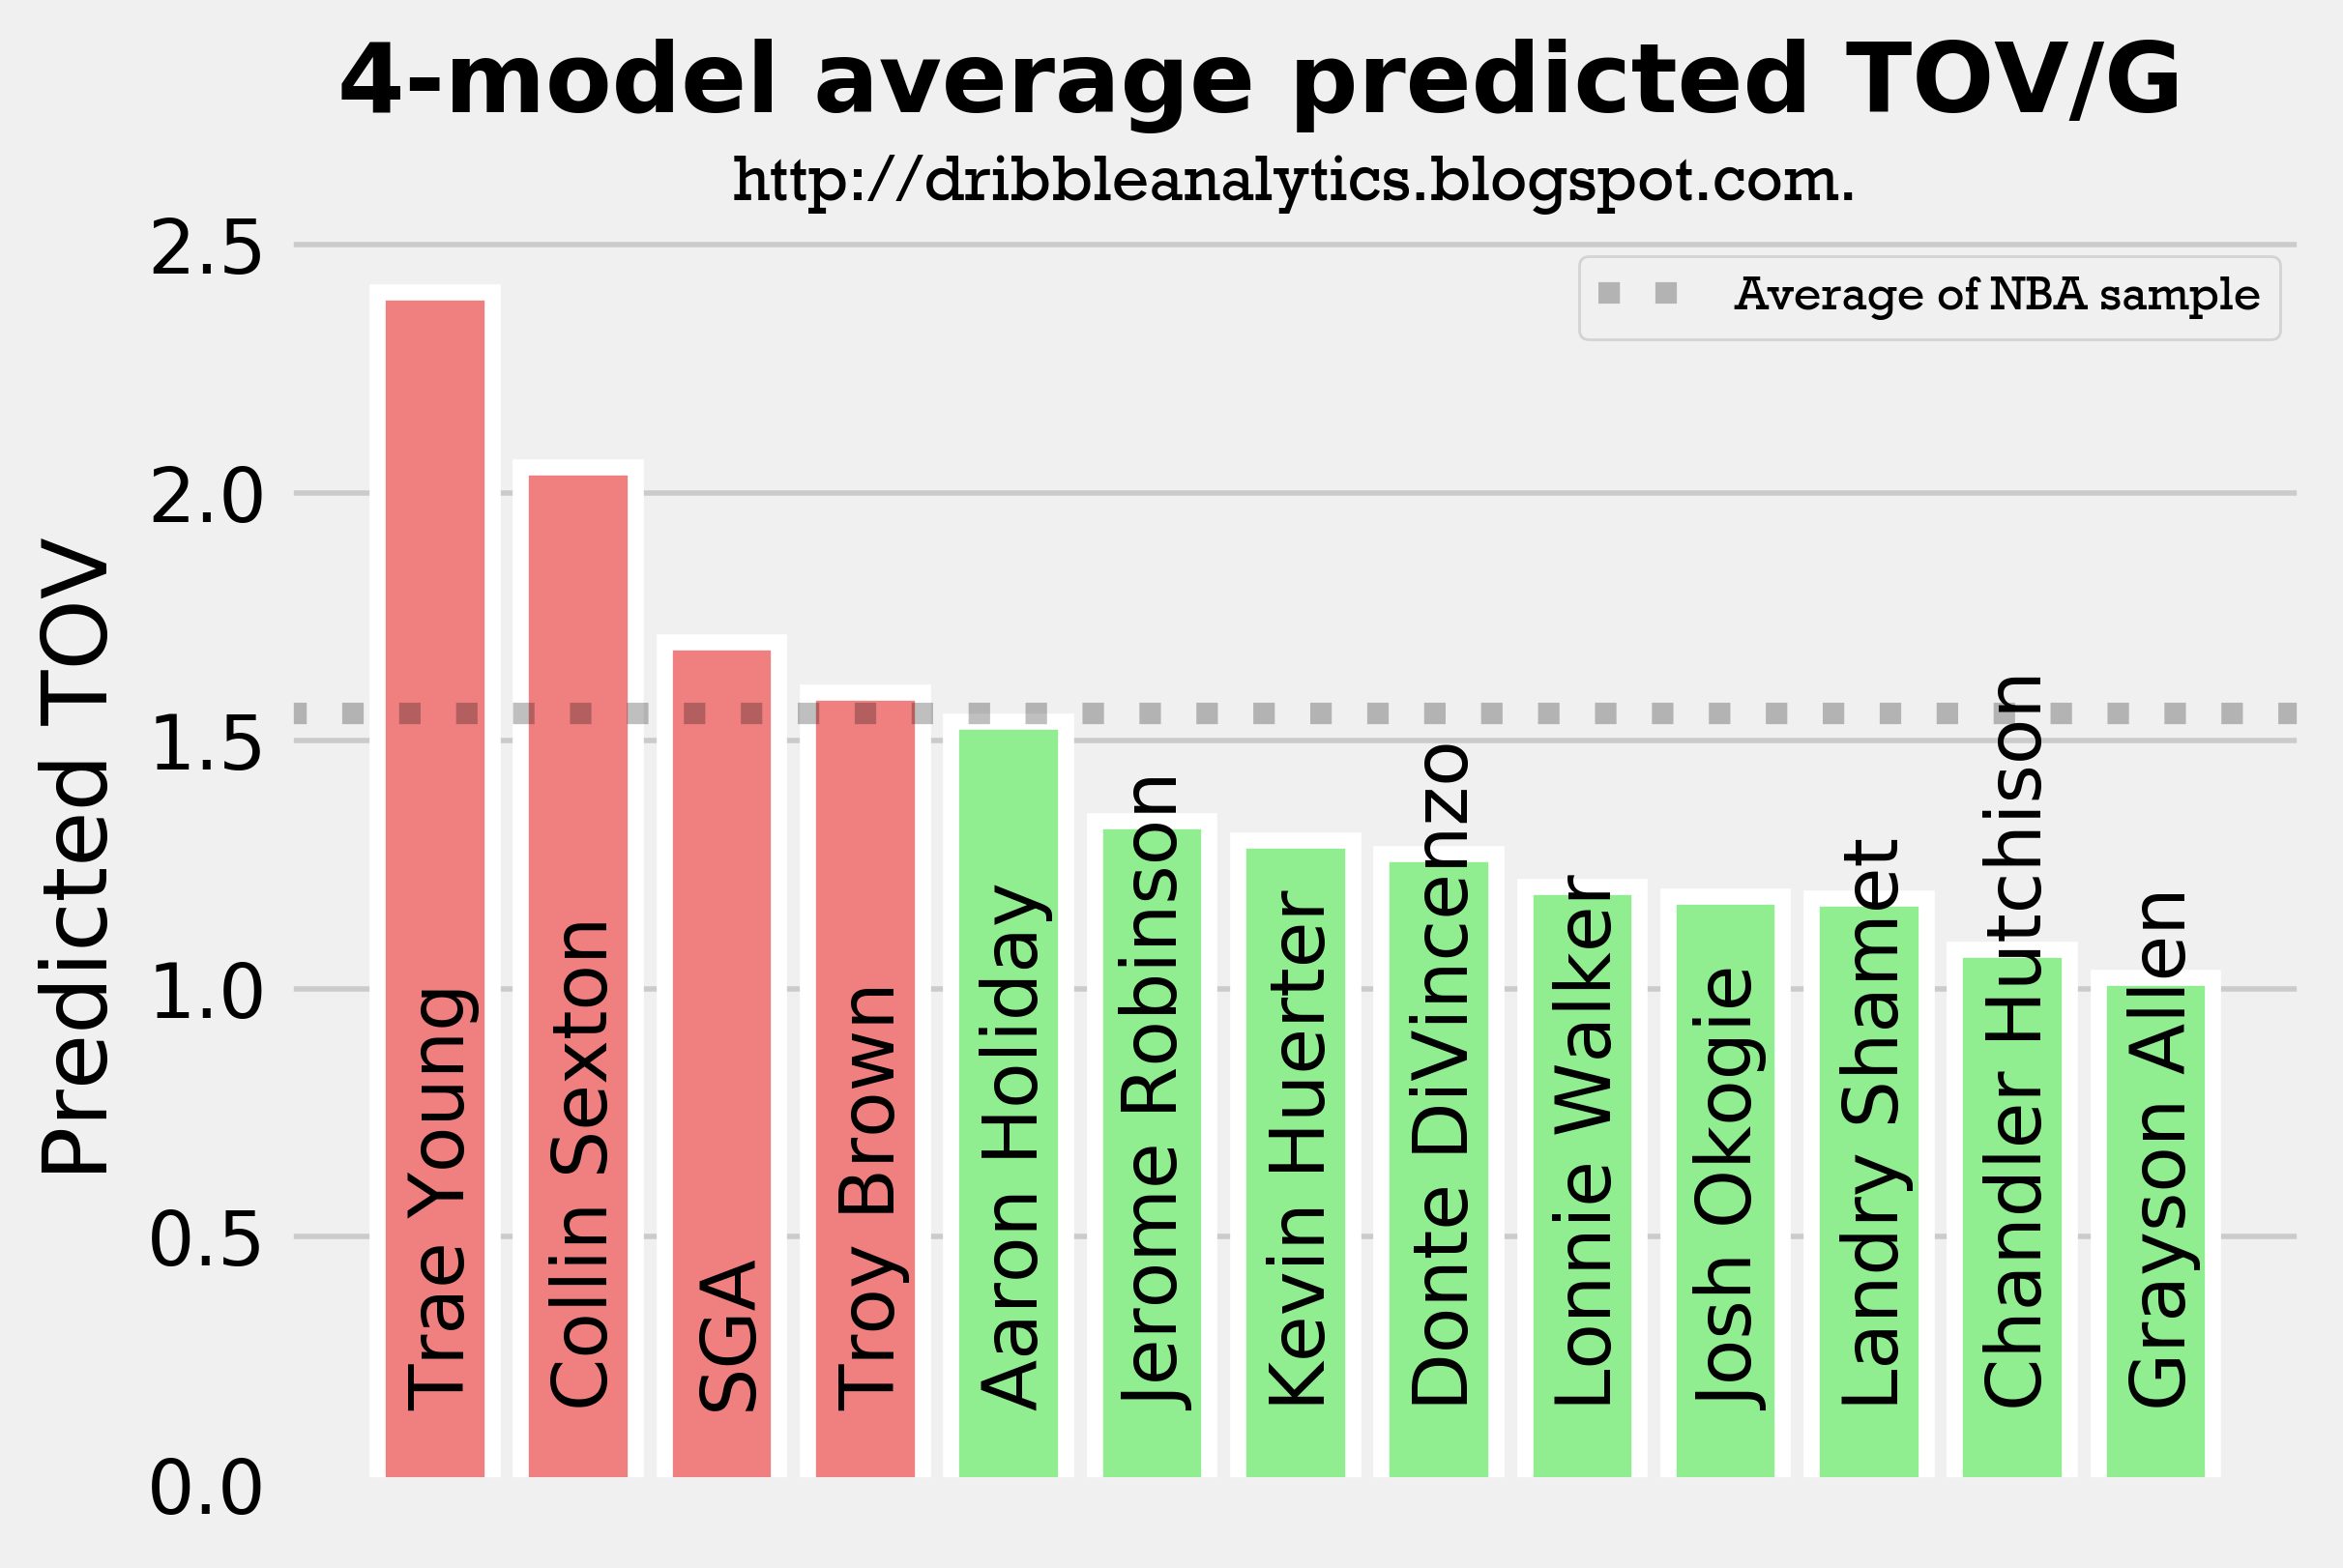 4-model average predicted TOV/G
http://dribbleanalytics.blogspot.com.
Average of NBA sample
Predicted TOV
2.5
2.0
1.5
1.0
0.5
0.0
Trae Young
Collin Sexton
SGA
Troy Brown
Aaron Holiday
Jerome Robinson
Kevin Huerter
Donte DiVincenzo
Lonnie Walker
Josh Okogie
Landry Shamet
Chandler Hutchison
Grayson Allen